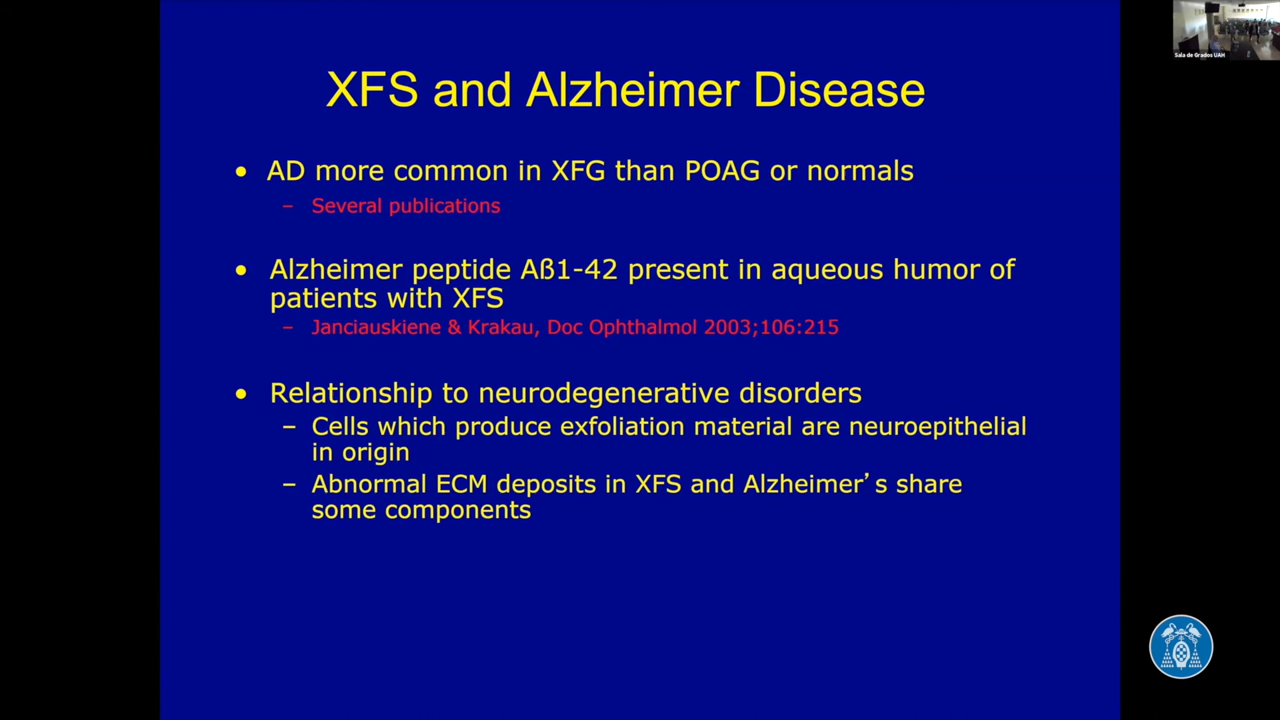 Sala de Grados UAH
XFS and Alzheimer Disease
• AD more common in XFG than POAG or normals
– Several publications
• Alzheimer peptide Aß1-42 present in aqueous humor of
patients with XFS
– Janciauskiene & Krakau, Doc Ophthalmol 2003;106:215
• Relationship to neurodegenerative disorders
– Cells which produce exfoliation material are neuroepithelial
in origin
– Abnormal ECM deposits in XFS and Alzheimer’s share
some components